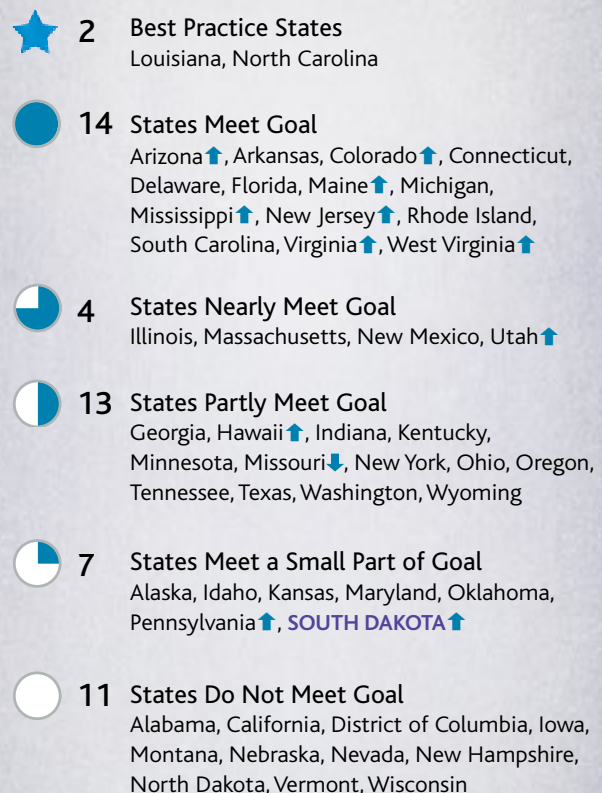 2 Best Practice States
Louisiana, North Carolina
14 States Meet Goal
Arizona⬆, Arkansas, Colorado⬆, Connecticut,
Delaware, Florida, Maine⬆, Michigan,
Mississippi⬆, New Jersey⬆, Rhode Island,
South Carolina, Virginia⬆, West Virginia⬆
4 States Nearly Meet Goal
Illinois, Massachusetts, New Mexico, Utah⬆
13 States Partly Meet Goal
Georgia, Hawaii⬆, Indiana, Kentucky,
Minnesota, Missouri⬇, New York, Ohio, Oregon,
Tennessee, Texas, Washington, Wyoming
7 States Meet a Small Part of Goal
Alaska, Idaho, Kansas, Maryland, Oklahoma,
Pennsylvania⬆, SOUTH DAKOTA⬆
11 States Do Not Meet Goal
Alabama, California, District of Columbia, Iowa,
Montana, Nebraska, Nevada, New Hampshire,
North Dakota, Vermont, Wisconsin